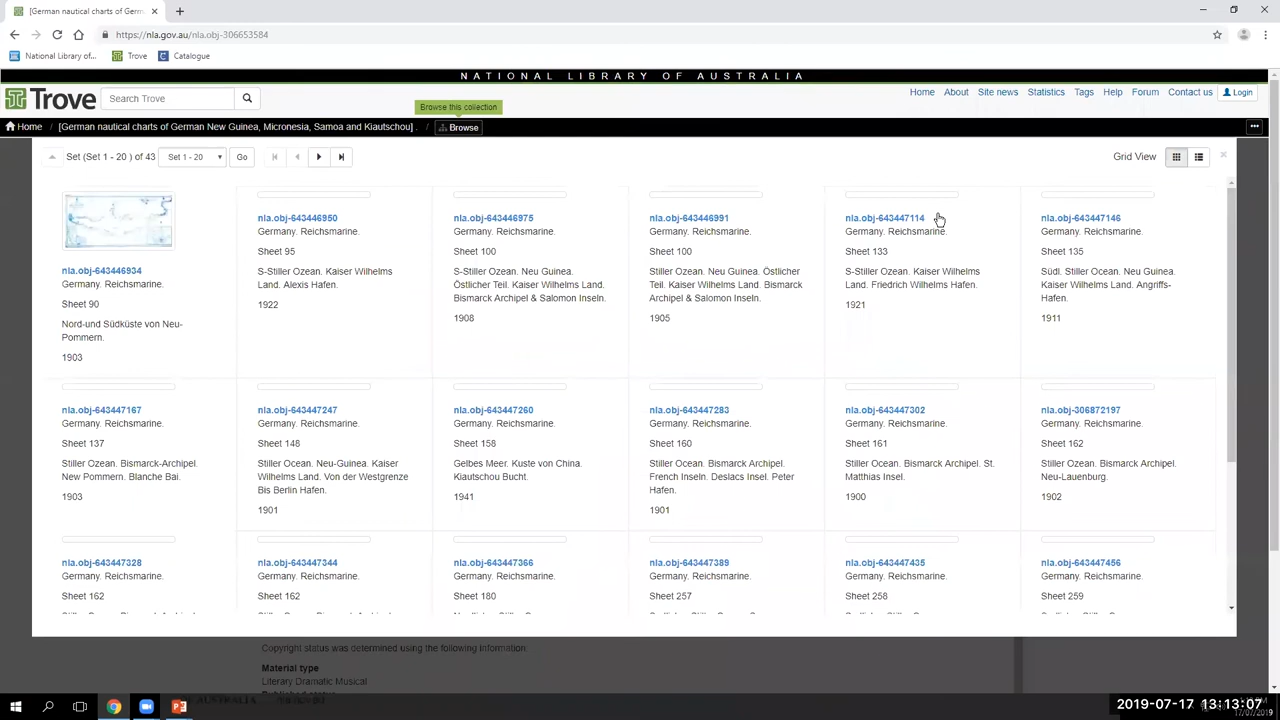 [German nautical charts of Germ
https://nla.gov.au/nla.obj-306653584
National Library of... Trove Catalogue
NATIONAL LIBRARY OF AUSTRALIA
Trove Search Trove
Home About Site news Statistics Tags Help Forum Contact us Login
Browse this collection
Home / [German nautical charts of German New Guinea, Micronesia, Samoa and Kiautschou] . / Browse
Set (Set 1 - 20 ) of 43 Set 1 - 20 Go Grid View
nla.obj-643446934
Germany. Reichsmarine.
Sheet 90
Nord-und Südküste von Neu-
Pommern.
1903
nla.obj-643446950
Germany. Reichsmarine.
Sheet 95
S-Stiller Ozean. Kaiser Wilhelms
Land. Alexis Hafen.
1922
nla.obj-643446975
Germany. Reichsmarine.
Sheet 100
S-Stiller Ozean. Neu Guinea.
Östlicher Teil. Kaiser Wilhelms Land.
Bismarck Archipel & Salomon Inseln.
1908
nla.obj-643446991
Germany. Reichsmarine.
Sheet 100
Stiller Ozean. Neu Guinea. Östlicher
Teil. Kaiser Wilhelms Land. Bismarck
Archipel & Salomon Inseln.
1905
nla.obj-643447114
Germany. Reichsmarine.
Sheet 133
S-Stiller Ozean. Kaiser Wilhelms
Land. Friedrich Wilhelms Hafen.
1921
nla.obj-643447146
Germany. Reichsmarine.
Sheet 135
Südl. Stiller Ocean. Neu Guinea.
Kaiser Wilhelms Land. Angriffs-
Hafen.
1911
nla.obj-643447167
Germany. Reichsmarine.
Sheet 137
Stiller Ozean. Bismarck-Archipel.
New Pommern. Blanche Bai.
1903
nla.obj-643447247
Germany. Reichsmarine.
Sheet 148
Stiller Ocean. Neu-Guinea. Kaiser
Wilhelms Land. Von der Westgrenze
Bis Berlin Hafen.
1901
nla.obj-643447260
Germany. Reichsmarine.
Sheet 158
Gelbes Meer. Kuste von China.
Kiautschou Bucht.
1941
nla.obj-643447283
Germany. Reichsmarine.
Sheet 160
Stiller Ocean. Bismarck Archipel.
French Inseln. Deslacs Insel. Peter
Hafen.
1901
nla.obj-643447302
Germany. Reichsmarine.
Sheet 161
Stiller Ocean. Bismarck Archipel. St.
Matthias Insel.
1900
nla.obj-306872197
Germany. Reichsmarine.
Sheet 162
Stiller Ozean. Bismarck Archipel.
Neu-Lauenburg.
1902
nla.obj-643447328
Germany. Reichsmarine.
Sheet 162
nla.obj-643447344
Germany. Reichsmarine.
Sheet 162
nla.obj-643447366
Germany. Reichsmarine.
Sheet 180
nla.obj-643447389
Germany. Reichsmarine.
Sheet 257
nla.obj-643447435
Germany. Reichsmarine.
Sheet 258
nla.obj-643447456
Germany. Reichsmarine.
Sheet 259
Copyright status was determined using the following information:
Material type
Literary Dramatic Musical
2019-07-17 13:13:07
17/07/2019